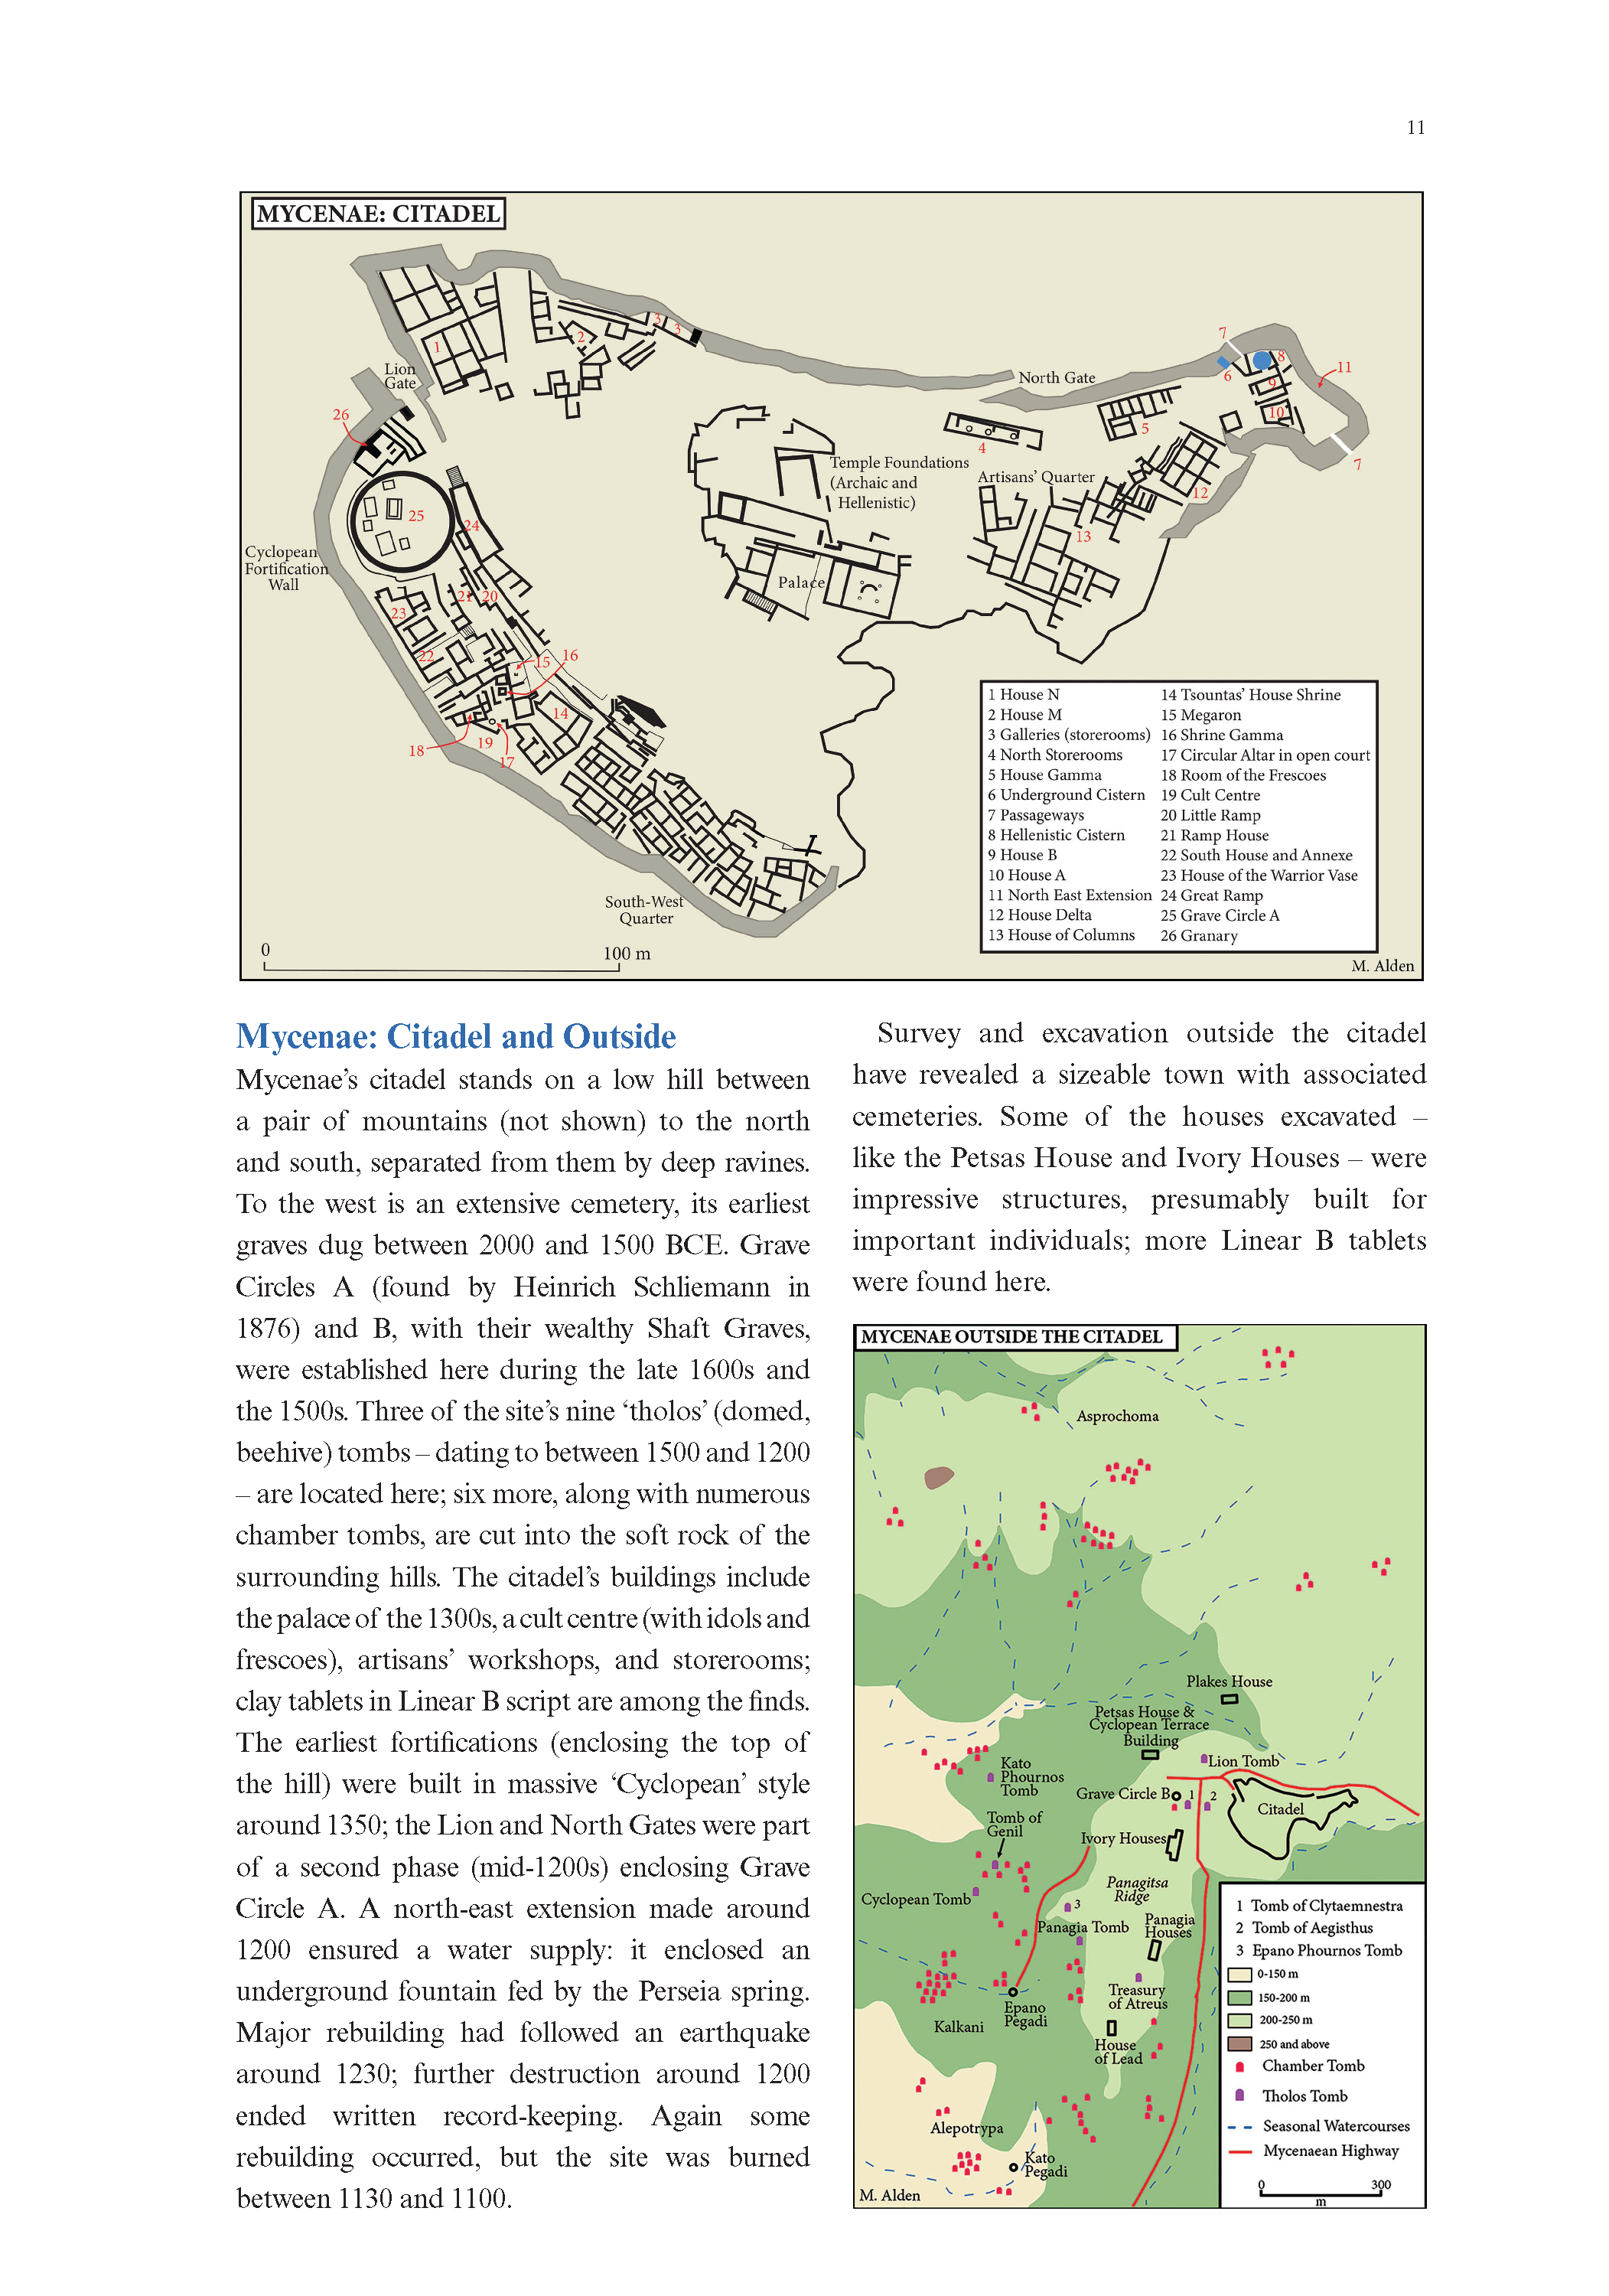 11
MYCENAE: CITADEL
1
2
3
3
Lion
Gate
26
25
24
Cyclopean
Fortification
Wall
23
21
20
22
15
16
14
18
19
17
South-West
Quarter
North Gate
Temple Foundations
(Archaic and
Hellenistic)
Palace
4
Artisans' Quarter
5
13
12
7
6
8
9
10
11
7
1 House N
2 House M
3 Galleries (storerooms)
4 North Storerooms
5 House Gamma
6 Underground Cistern
7 Passageways
8 Hellenistic Cistern
9 House B
10 House A
11 North East Extension
12 House Delta
13 House of Columns
14 Tsountas' House Shrine
15 Megaron
16 Shrine Gamma
17 Circular Altar in open court
18 Room of the Frescoes
19 Cult Centre
20 Little Ramp
21 Ramp House
22 South House and Annexe
23 House of the Warrior Vase
24 Great Ramp
25 Grave Circle A
26 Granary
0 100 m
M. Alden
Mycenae: Citadel and Outside
Mycenae's citadel stands on a low hill between
a pair of mountains (not shown) to the north
and south, separated from them by deep ravines.
To the west is an extensive cemetery, its earliest
graves dug between 2000 and 1500 BCE. Grave
Circles A (found by Heinrich Schliemann in
1876) and B, with their wealthy Shaft Graves,
were established here during the late 1600s and
the 1500s. Three of the site's nine 'tholos' (domed,
beehive) tombs – dating to between 1500 and 1200
– are located here; six more, along with numerous
chamber tombs, are cut into the soft rock of the
surrounding hills. The citadel's buildings include
the palace of the 1300s, a cult centre (with idols and
frescoes), artisans' workshops, and storerooms;
clay tablets in Linear B script are among the finds.
The earliest fortifications (enclosing the top of
the hill) were built in massive 'Cyclopean' style
around 1350; the Lion and North Gates were part
of a second phase (mid-1200s) enclosing Grave
Circle A. A north-east extension made around
1200 ensured a water supply: it enclosed an
underground fountain fed by the Perseia spring.
Major rebuilding had followed an earthquake
around 1230; further destruction around 1200
ended written record-keeping. Again some
rebuilding occurred, but the site was burned
between 1130 and 1100.
Survey and excavation outside the citadel
have revealed a sizeable town with associated
cemeteries. Some of the houses excavated –
like the Petsas House and Ivory Houses – were
impressive structures, presumably built for
important individuals; more Linear B tablets
were found here.
MYCENAE OUTSIDE THE CITADEL
Asprochoma
Plakes House
Petsas House &
Cyclopean Terrace
Building
Lion Tomb
Kato
Phournos
Tomb
Grave Circle B
1
2
Citadel
Tomb of
Genil
Ivory Houses
Cyclopean Tomb
Panagitsa
Ridge
3
Panagia Tomb
Panagia
Houses
Treasury
of Atreus
Epano
Pegadi
Kalkani
House
of Lead
Alepotrypa
Kato
Pegadi
M. Alden
1 Tomb of Clytaemnestra
2 Tomb of Aegisthus
3 Epano Phournos Tomb
0-150 m
150-200 m
200-250 m
250 and above
Chamber Tomb
Tholos Tomb
Seasonal Watercourses
Mycenaean Highway
0 300
m